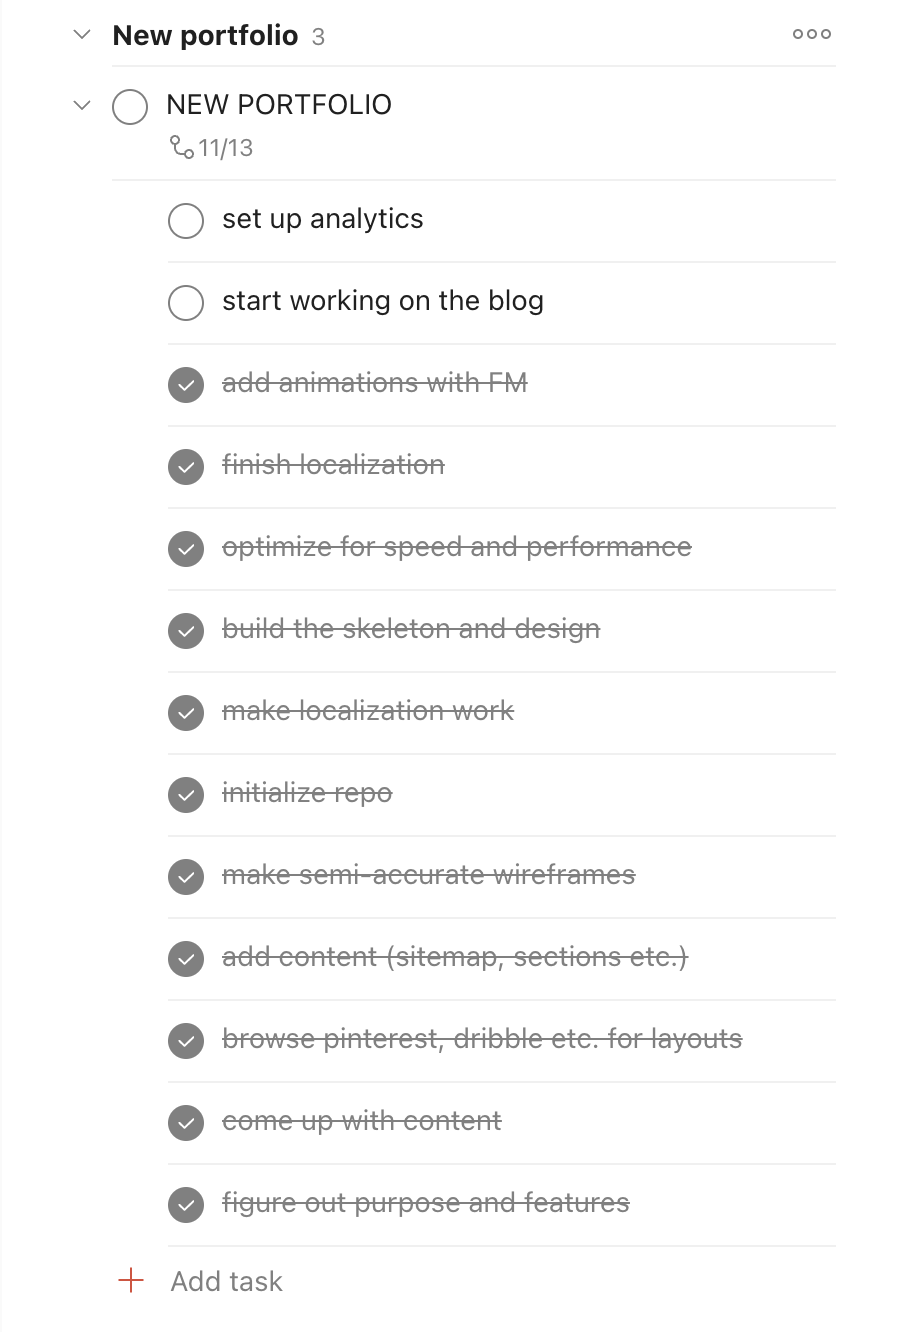 New portfolio 3
NEW PORTFOLIO
11/13
set up analytics
start working on the blog
add animations with FM
finish localization
optimize for speed and performance
build the skeleton and design
make localization work
initialize repo
make semi-accurate wireframes
add content (sitemap, sections etc.)
browse pinterest, dribble etc. for layouts
come up with content
figure out purpose and features
Add task